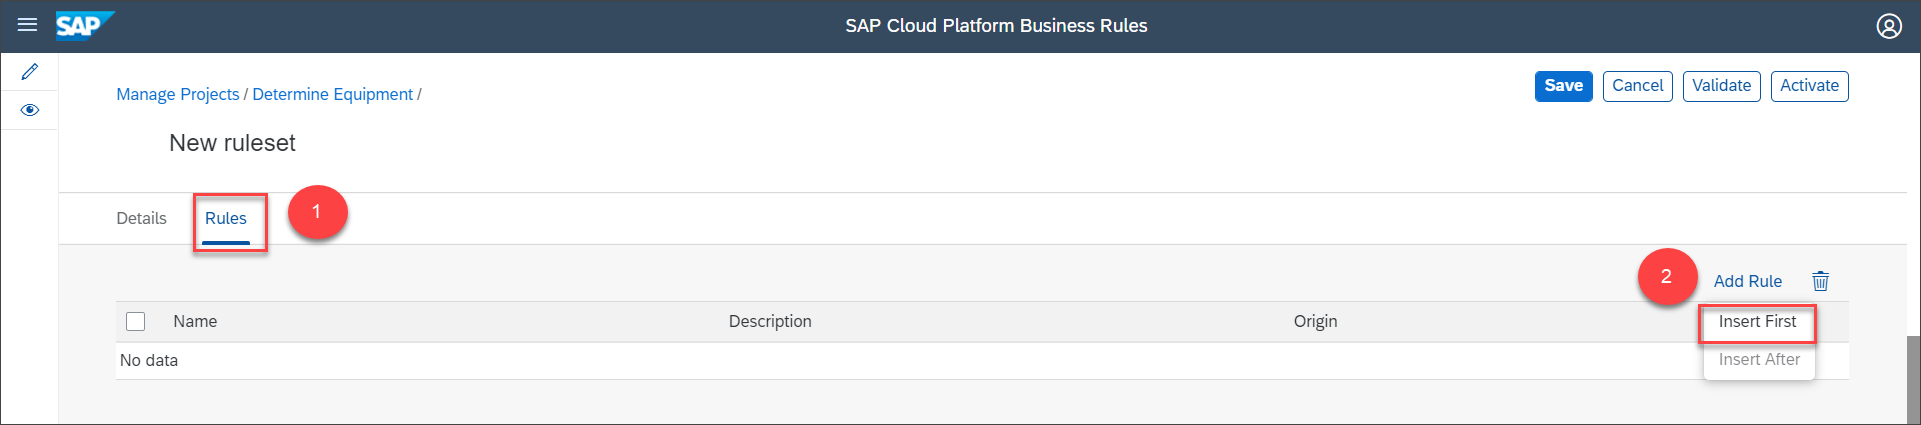 SAP
SAP Cloud Platform Business Rules
Manage Projects / Determine Equipment /
Save Cancel Validate Activate
New ruleset
Details Rules 1
2 Add Rule
Name Description Origin Insert First
No data Insert After